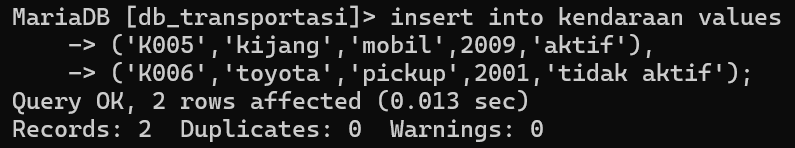 MariaDB [db_transportasi]> insert into kendaraan values
    -> ('K005','kijang','mobil',2009,'aktif'),
    -> ('K006','toyota','pickup',2001,'tidak aktif');
Query OK, 2 rows affected (0.013 sec)
Records: 2  Duplicates: 0  Warnings: 0